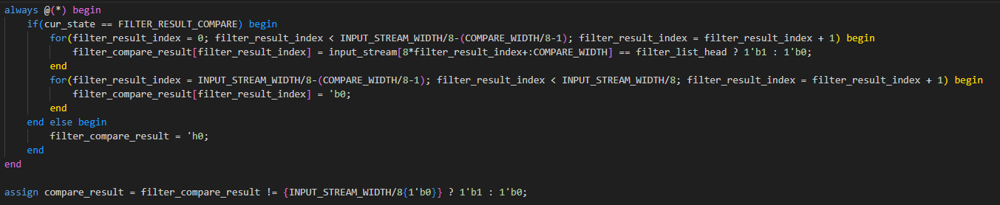 always @(*) begin
    if(cur_state == FILTER_RESULT_COMPARE) begin
        for(filter_result_index = 0; filter_result_index < INPUT_STREAM_WIDTH/8-(COMPARE_WIDTH/8-1); filter_result_index = filter_result_index + 1) begin
            filter_compare_result[filter_result_index] = input_stream[8*filter_result_index+:COMPARE_WIDTH] == filter_list_head ? 1'b1 : 1'b0;
        end
        for(filter_result_index = INPUT_STREAM_WIDTH/8-(COMPARE_WIDTH/8-1); filter_result_index < INPUT_STREAM_WIDTH/8; filter_result_index = filter_result_index + 1) begin
            filter_compare_result[filter_result_index] = 'b0;
        end
    end else begin
        filter_compare_result = 'h0;
    end
end

assign compare_result = filter_compare_result != {INPUT_STREAM_WIDTH/8{1'b0}} ? 1'b1 : 1'b0;